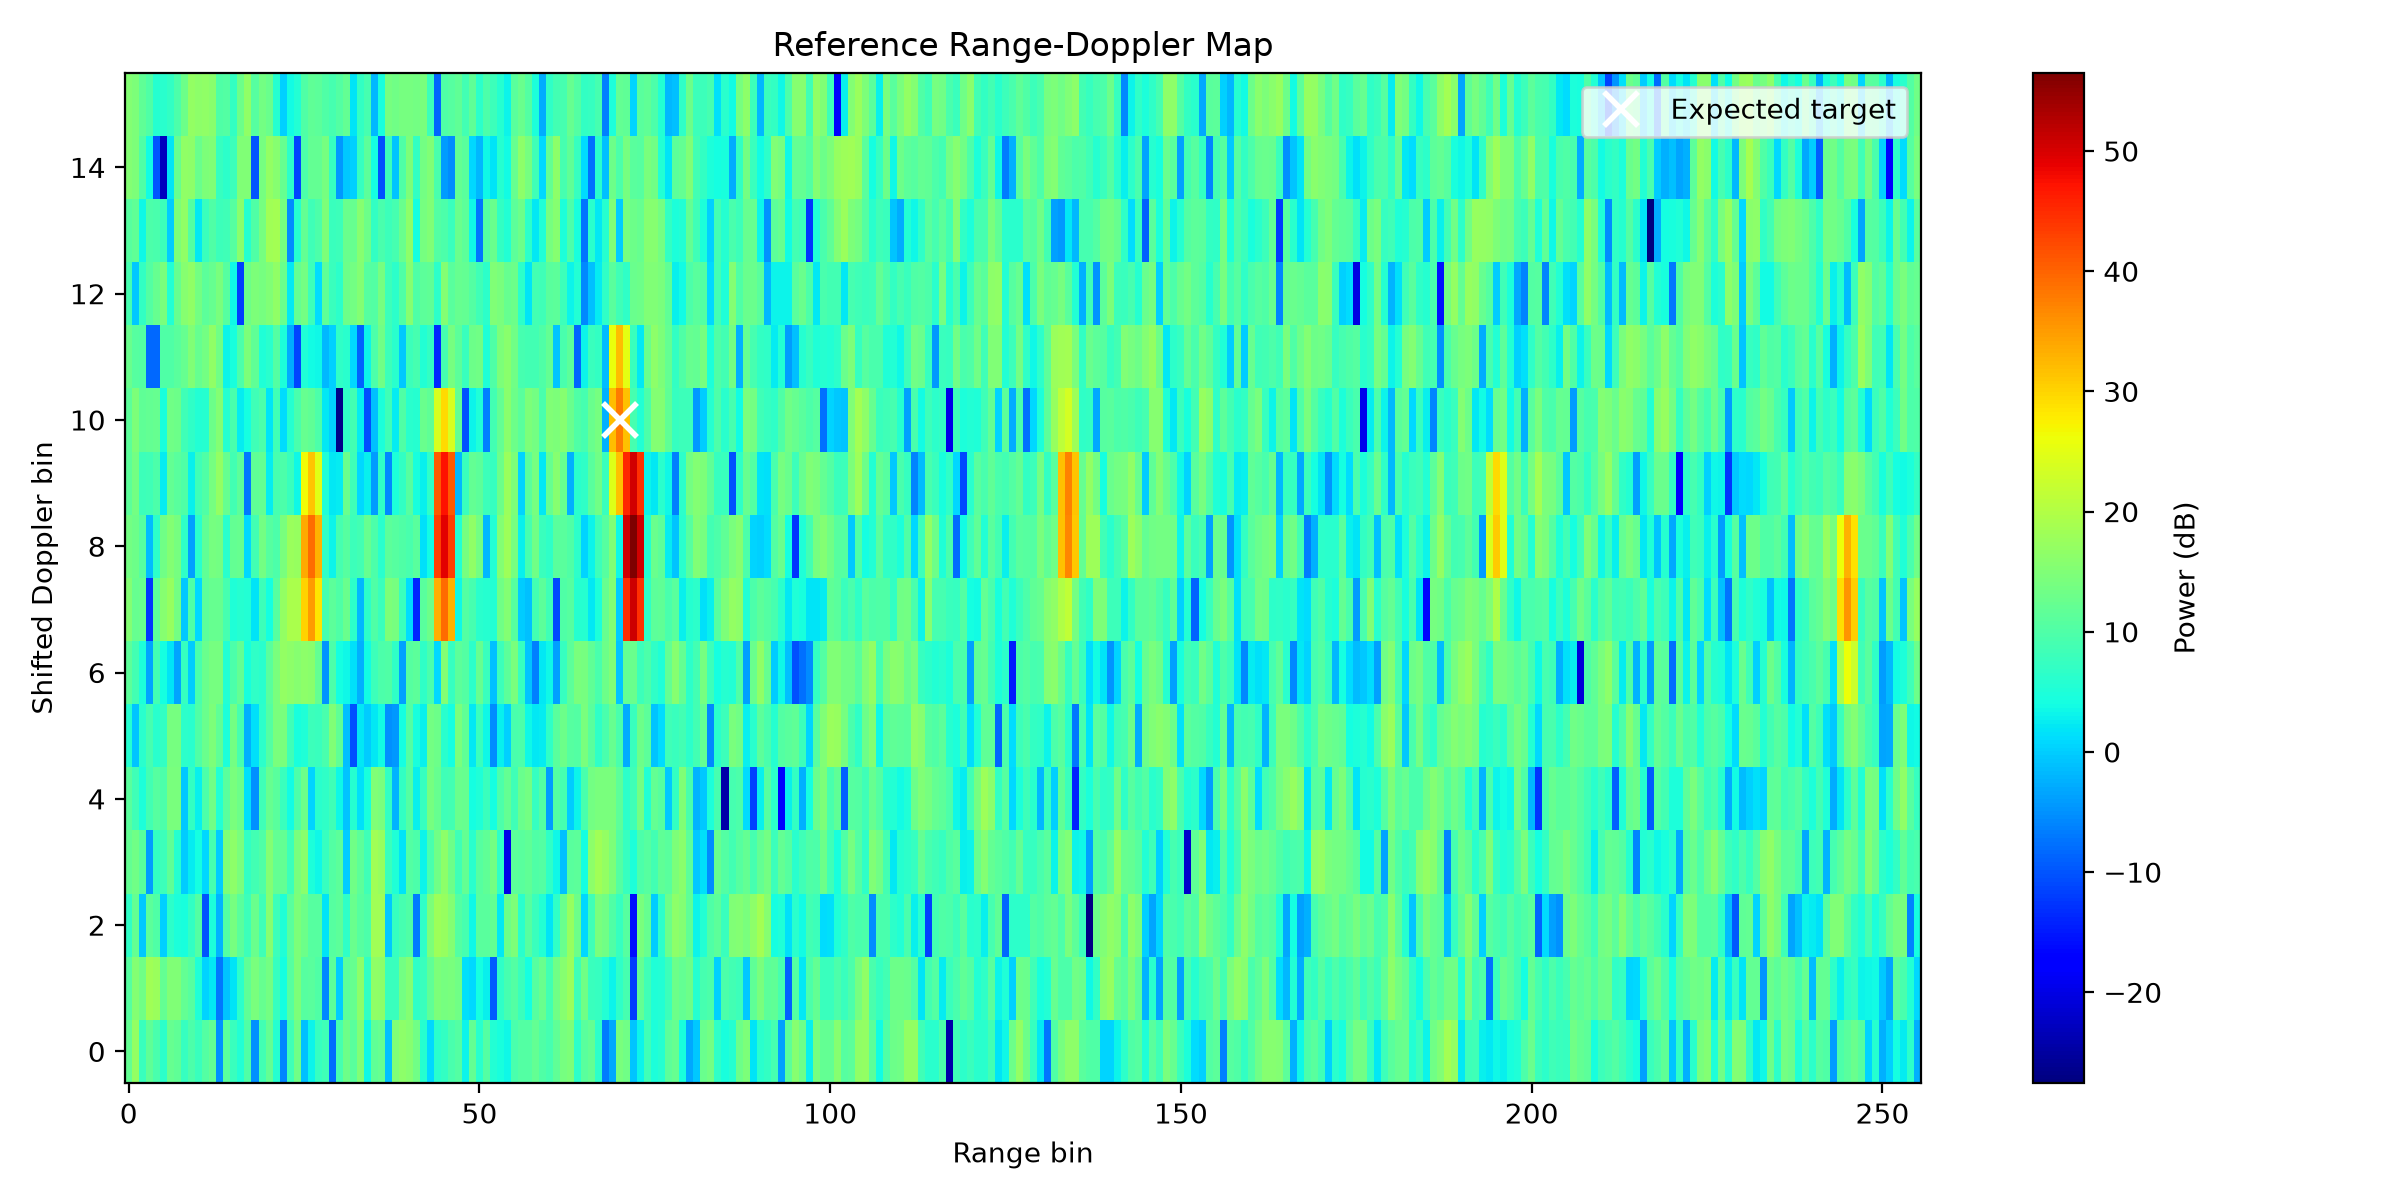 Reference Range-Doppler Map
Expected target
Shifted Doppler bin
14
12
10
8
6
4
2
0
0 50 100 150 200 250
Range bin
50
40
30
20
10
0
−10
−20
Power (dB)